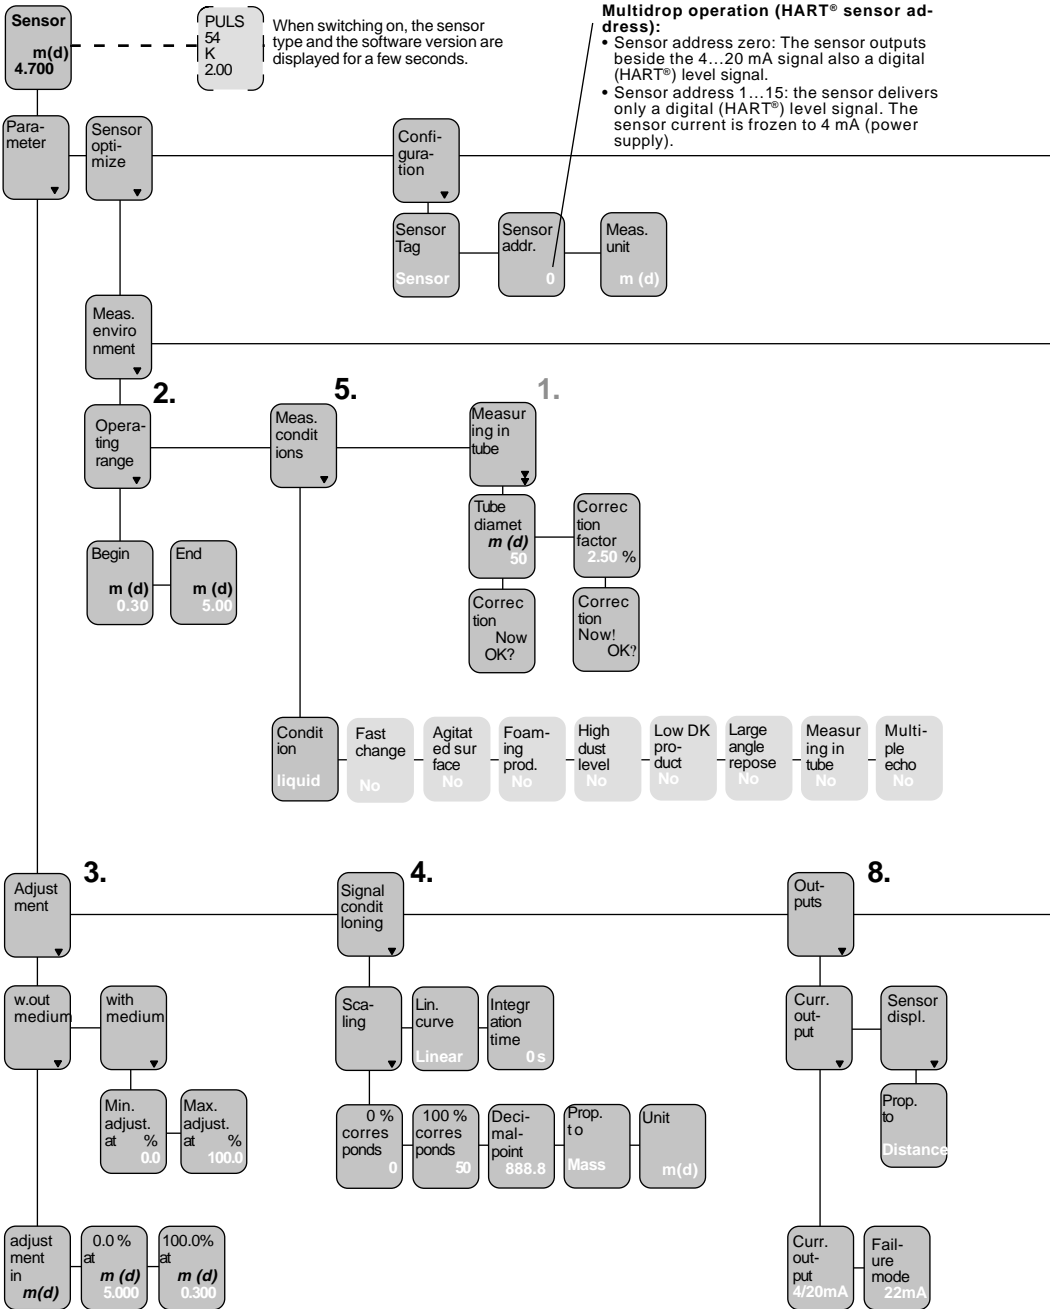 Sensor
m(d)
4.700
PULS
54
K
2.00
When switching on, the sensor
type and the software version are
displayed for a few seconds.
Multidrop operation (HART® sensor ad-
dress):
• Sensor address zero: The sensor outputs
beside the 4…20 mA signal also a digital
(HART®) level signal.
• Sensor address 1…15: the sensor delivers
only a digital (HART®) level signal. The
sensor current is frozen to 4 mA (power
supply).
Para-
meter
Sensor
opti-
mize
Confi-
gura-
tion
Sensor
Tag
Sensor
Sensor
addr.
0
Meas.
unit
m (d)
Meas.
enviro
nment
2.
5.
1.
Opera-
ting
range
Meas.
condit
ions
Measur
ing in
tube
Begin
m (d)
0.30
End
m (d)
5.00
Tube
diamet
m (d)
50
Correc
tion
factor
2.50 %
Correc
tion
Now
OK?
Correc
tion
Now!
OK?
Condit
ion
liquid
Fast
change
No
Agitat
ed sur
face
No
Foam-
ing
prod.
No
High
dust
level
No
Low DK
pro-
duct
No
Large
angle
repose
No
Measur
ing in
tube
No
Multi-
ple
echo
No
3.
4.
8.
Adjust
ment
Signal
condit
ioning
Out-
puts
w.out
medium
with
medium
Sca-
ling
Lin.
curve
Linear
Integr
ation
time
0 s
Curr.
out-
put
Sensor
displ.
Min.
adjust.
at %
0.0
Max.
adjust.
at %
100.0
0 %
corres
ponds
0
100 %
corres
ponds
50
Deci-
mal-
point
888.8
Prop.
to
Mass
Unit
m(d)
Prop.
to
Distance
adjust
ment
in
m(d)
0.0 %
at
m (d)
5.000
100.0%
at
m (d)
0.300
Curr.
out-
put
4/20mA
Fail-
ure
mode
22mA